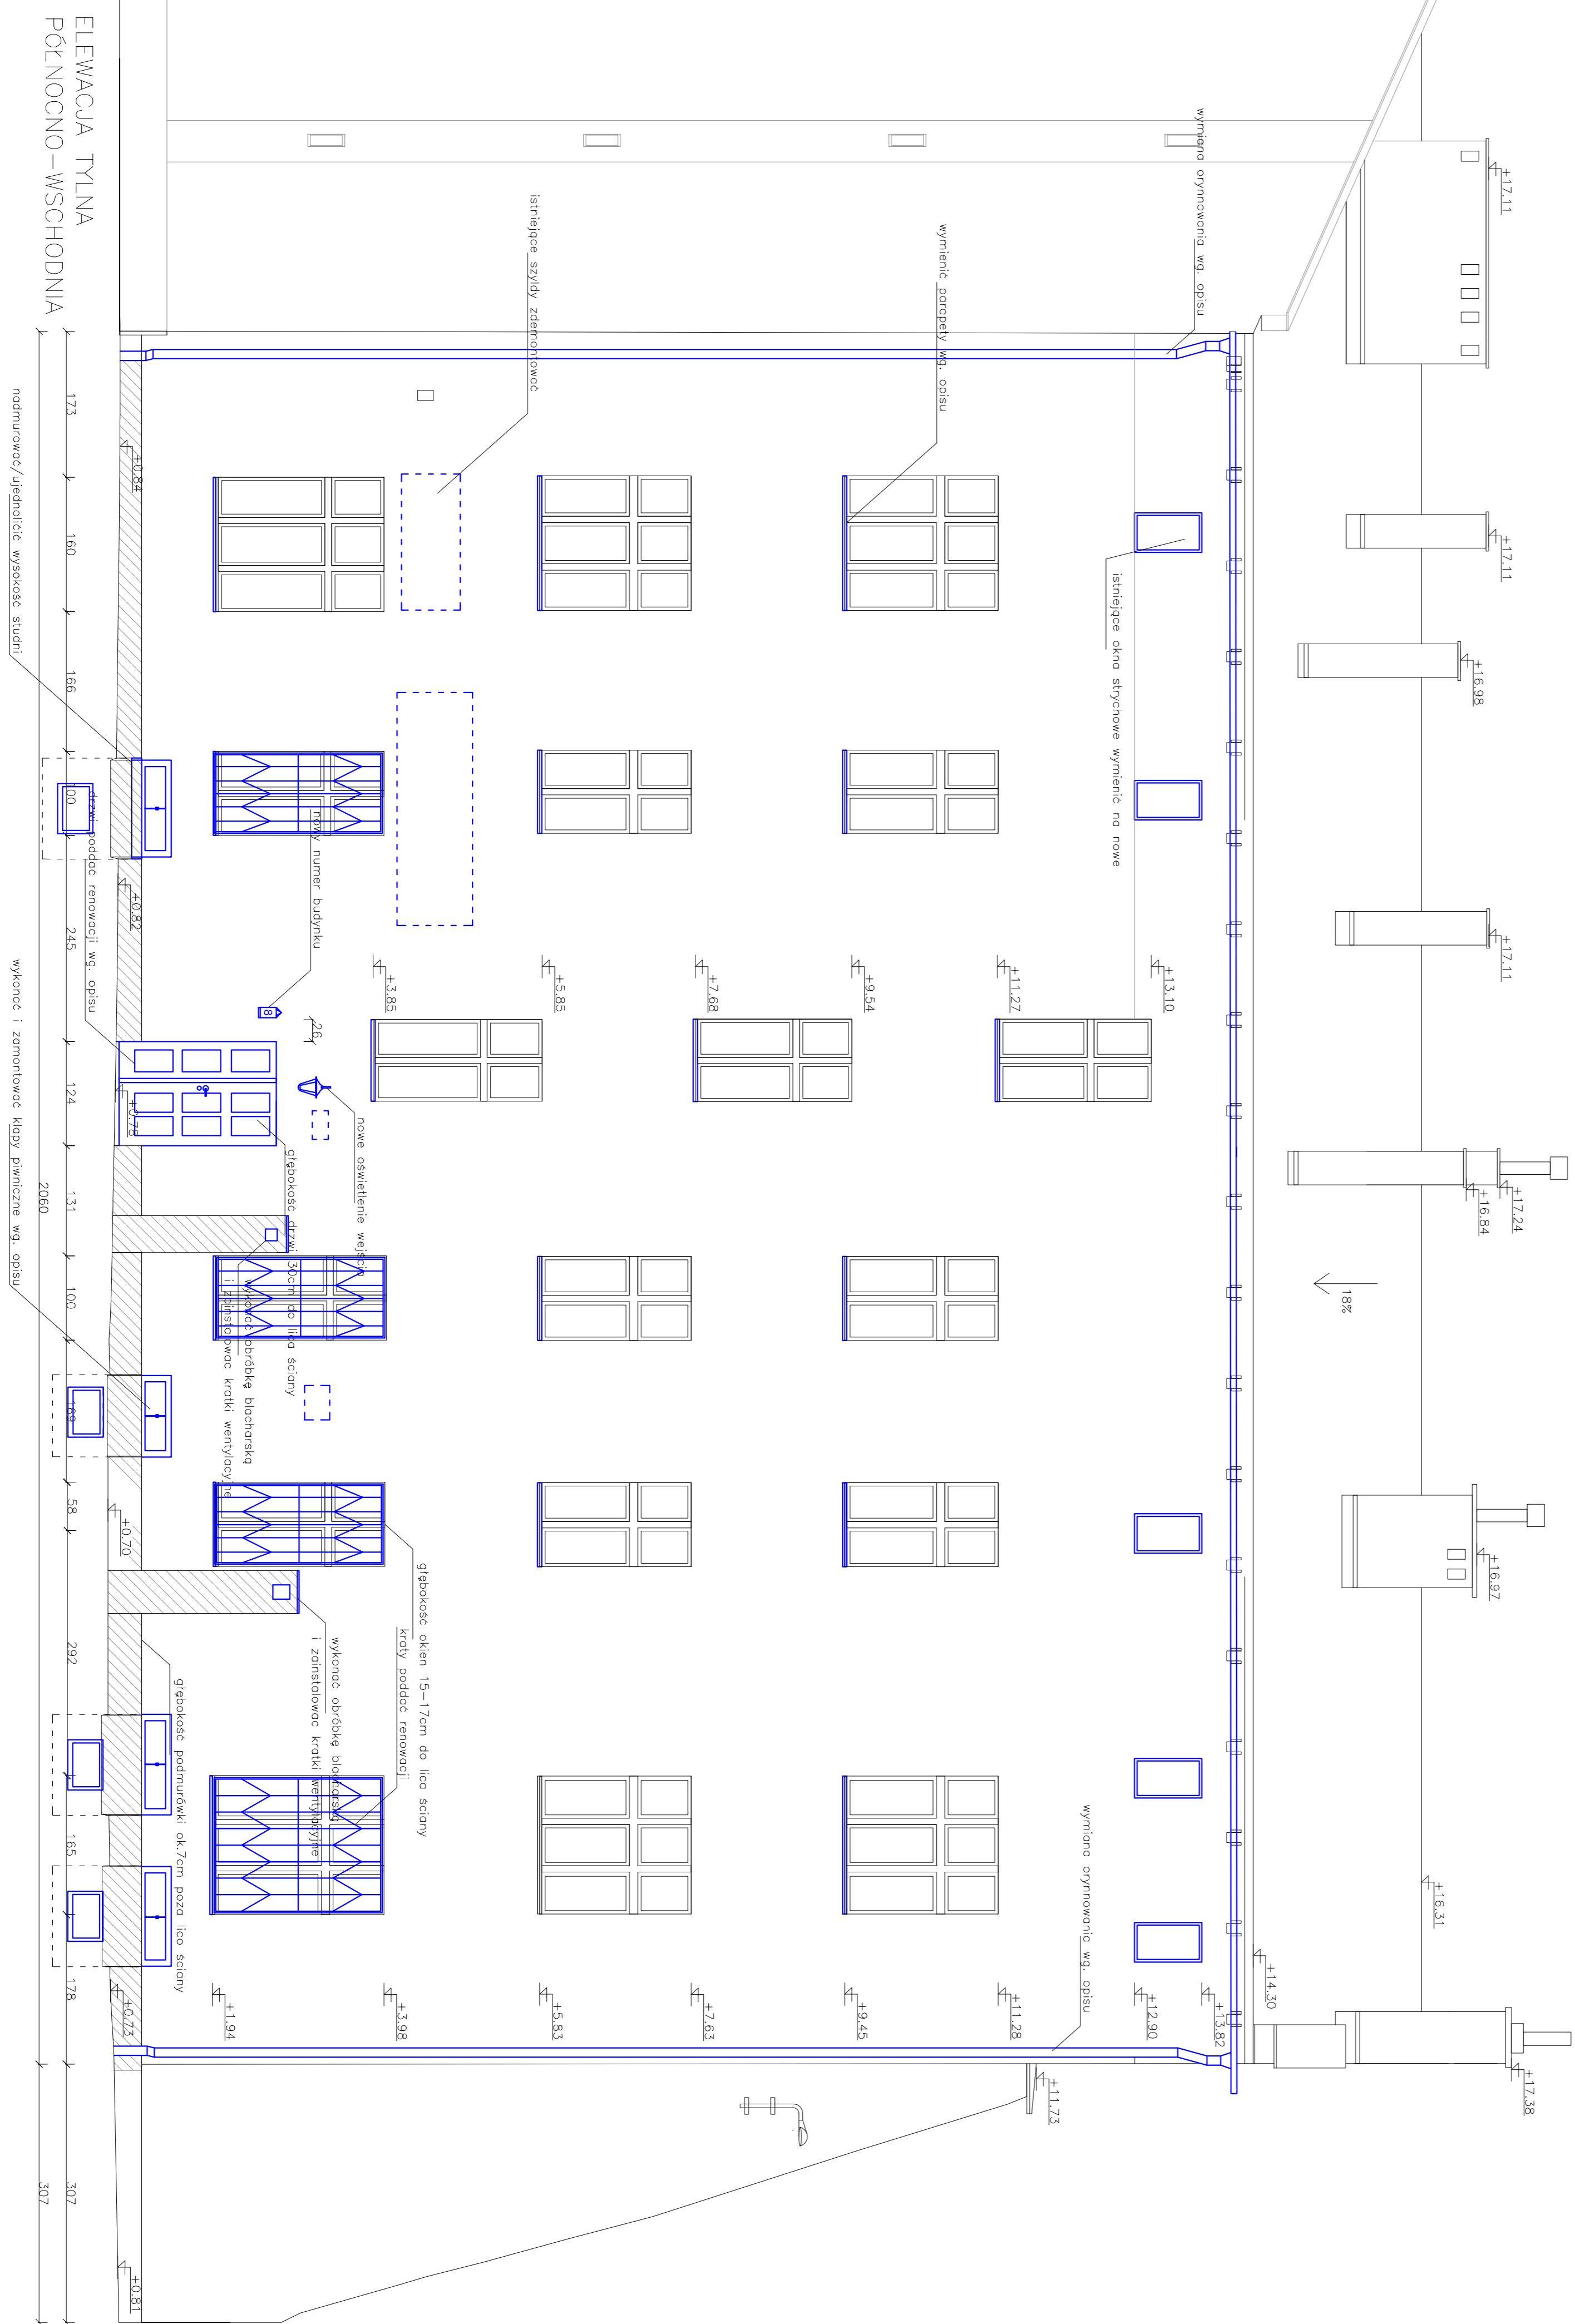 +17.11
+17.11
+16.98
+17.11
+17.24
+16.84
18%
+16.97
+16.31
+14.30
+17.38
wymiana orynnowania wg. opisu
wymienić parapety wg. opisu
istniejące szyldy zdemontować
istniejące okna strychowe wymienić na nowe
wymiana orynnowania wg. opisu
+13.10
+11.27
+9.54
+7.68
+5.85
+3.85
+13.82
+12.90
+11.28
+9.45
+7.63
+5.83
+3.98
+1.94
+11.73
nowy numer budynku
8
26
nowe oświetlenie wejścia
głębokość drzwi 30cm do lica ściany
wykonać obróbkę blacharską
i zainstalowac kratki wentylacyjne
głębokość okien 15-17cm do lica ściany
kraty poddać renowacji
wykonać obróbkę blacharską
i zainstalowac kratki wentylacyjne
głębokość podmurówki ok.7cm poza lico ściany
+0.84
+0.82
+0.78
+0.70
+0.73
+0.81
drzwi poddać renowacji wg. opisu
173
160
166
100
245
124
131
100
189
58
292
165
178
307
2060
307
nadmurować/ujednolicić wysokość studni
wykonać i zamontować klapy piwniczne wg. opisu
ELEWACJA TYLNA
PÓŁNOCNO-WSCHODNIA